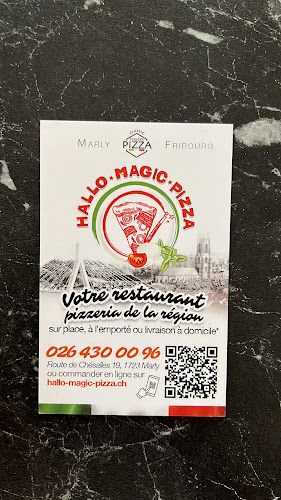 MARLY PIZZA FRIBOURG
HALLO·MAGIC·PIZZA
Votre restaurant
pizzeria de la région
sur place, à l'emporté ou livraison à domicile*
026 430 00 96
Route de Chésalles 19, 1723 Marly
ou commander en ligne sur
hallo-magic-pizza.ch